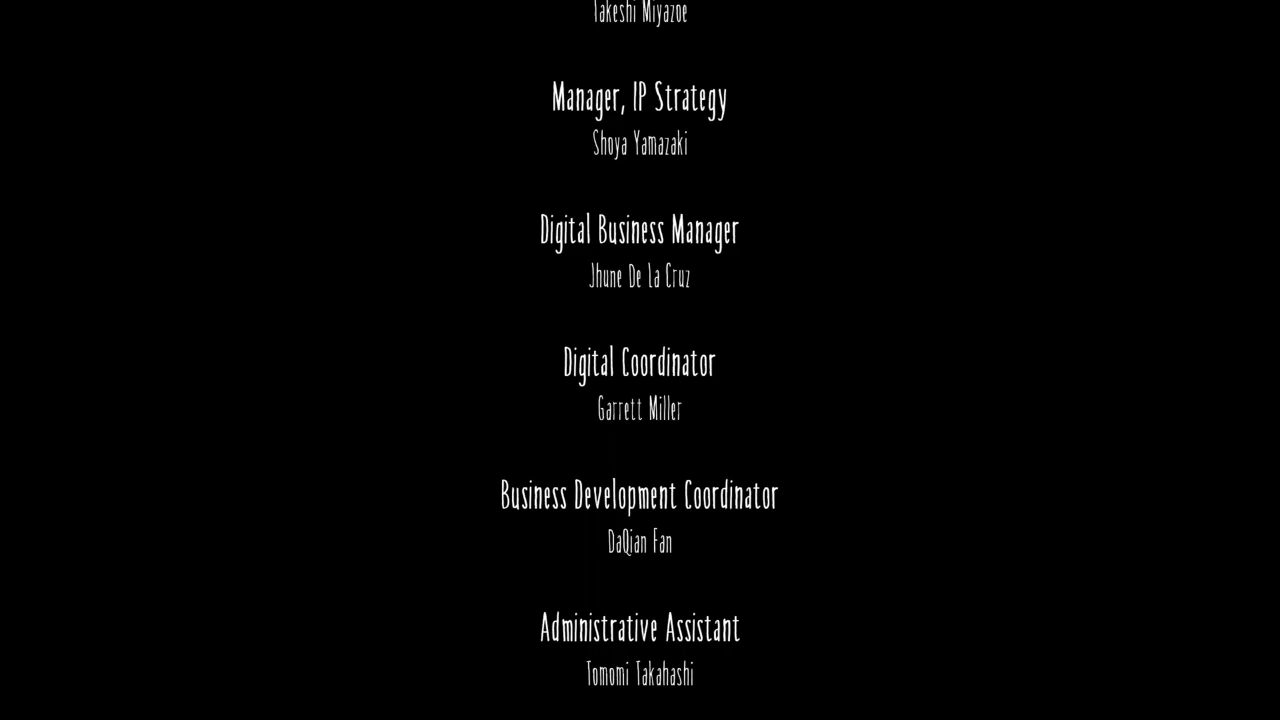 Takeshi Miyazoe
Manager, IP Strategy
Shoya Yamazaki
Digital Business Manager
Jhune De La Cruz
Digital Coordinator
Garrett Miller
Business Development Coordinator
DaQian Fan
Administrative Assistant
Tomomi Takahashi